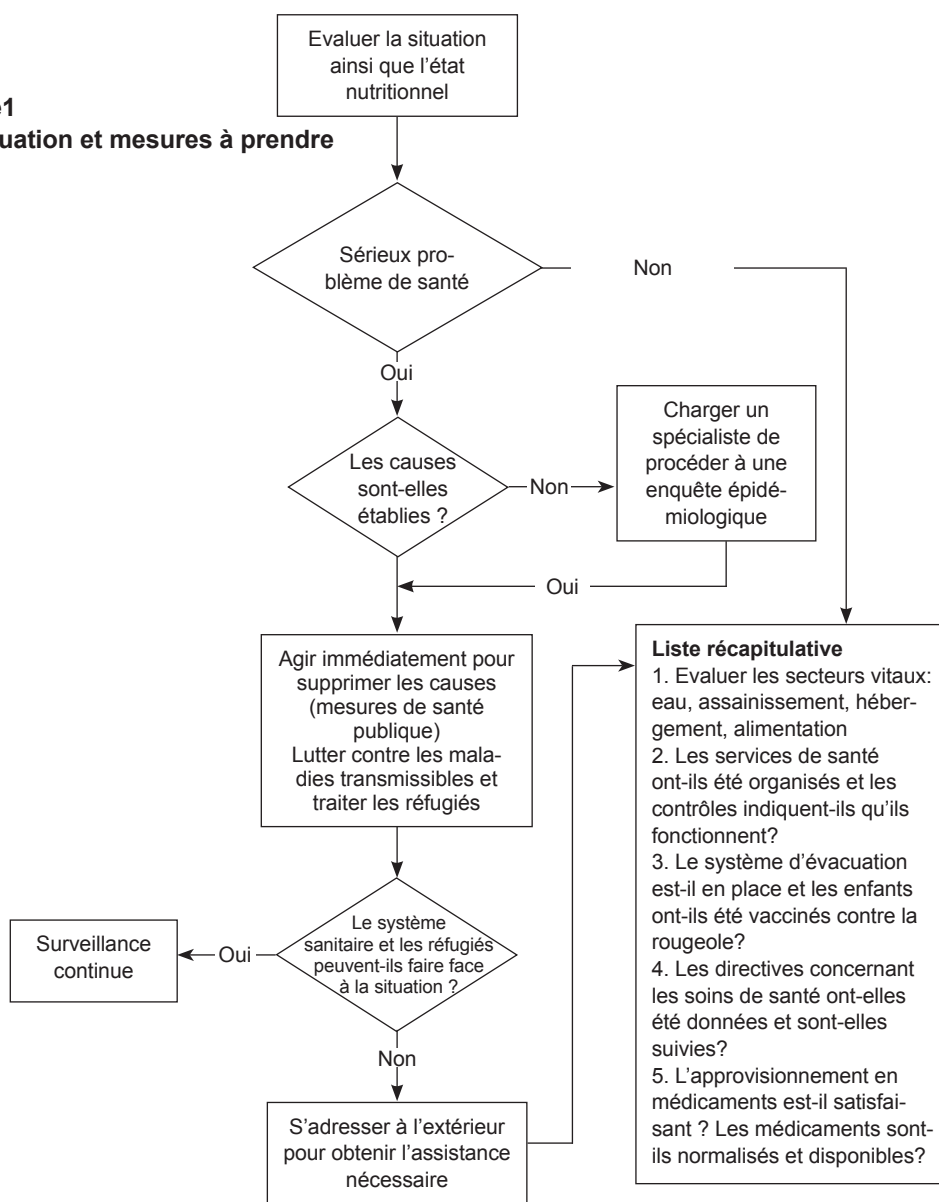 Evaluer la situation
ainsi que l’état
nutritionnel
e1
uation et mesures à prendre
Sérieux pro-
blème de santé
Non
Oui
Les causes
sont-elles
établies ?
Non
Charger un
spécialiste de
procéder à une
enquête épidé-
miologique
Oui
Agir immédiatement pour
supprimer les causes
(mesures de santé
publique)
Lutter contre les mala-
dies transmissibles et
traiter les réfugiés
Le système
sanitaire et les réfugiés
peuvent-ils faire face
à la situation ?
Oui
Surveillance
continue
Non
S’adresser à l’extérieur
pour obtenir l’assistance
nécessaire
Liste récapitulative
1. Evaluer les secteurs vitaux:
eau, assainissement, héber-
gement, alimentation
2. Les services de santé
ont-ils été organisés et les
contrôles indiquent-ils qu’ils
fonctionnent?
3. Le système d’évacuation
est-il en place et les enfants
ont-ils été vaccinés contre la
rougeole?
4. Les directives concernant
les soins de santé ont-elles
été données et sont-elles
suivies?
5. L’approvisionnement en
médicaments est-il satisfai-
sant ? Les médicaments sont-
ils normalisés et disponibles?